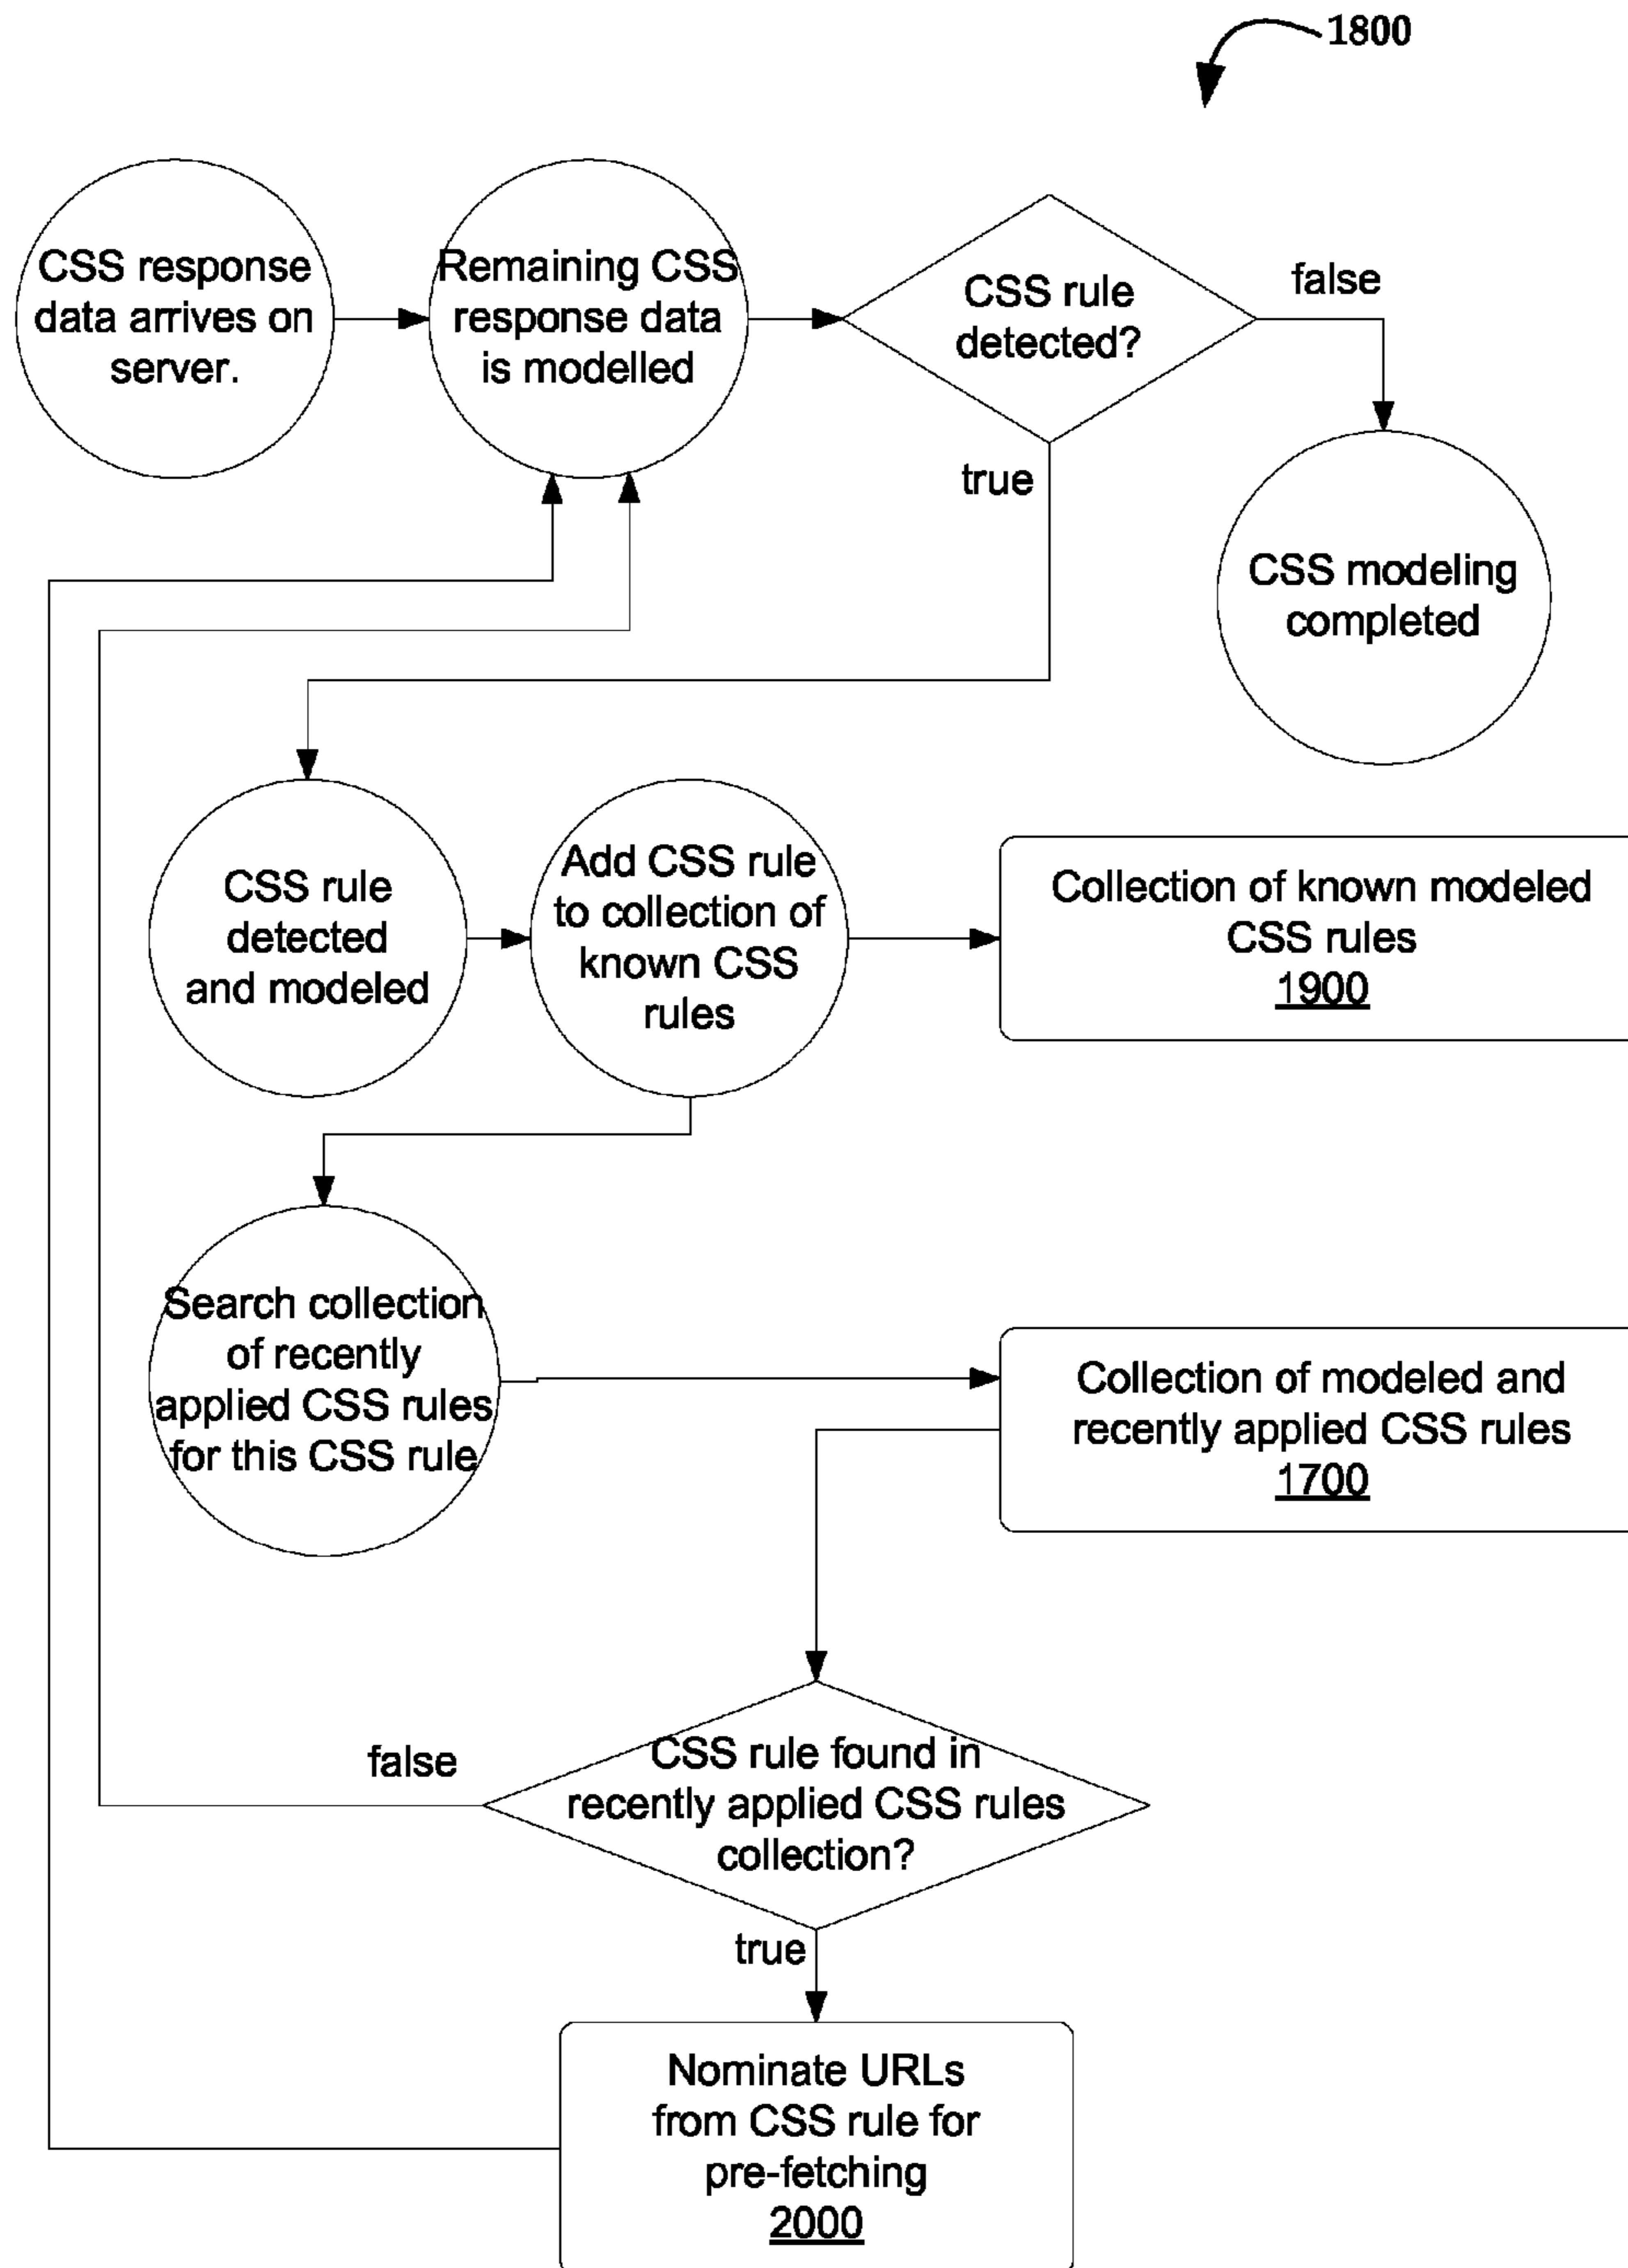 1800
CSS response
data arrives on
server.
Remaining CSS
response data
is modelled
CSS rule
detected?
false
true
CSS modeling
completed
CSS rule
detected
and modeled
Add CSS rule
to collection of
known CSS
rules
Collection of known modeled
CSS rules
1900
Search collection
of recently
applied CSS rules
for this CSS rule
Collection of modeled and
recently applied CSS rules
1700
false
CSS rule found in
recently applied CSS rules
collection?
true
Nominate URLs
from CSS rule for
pre-fetching
2000